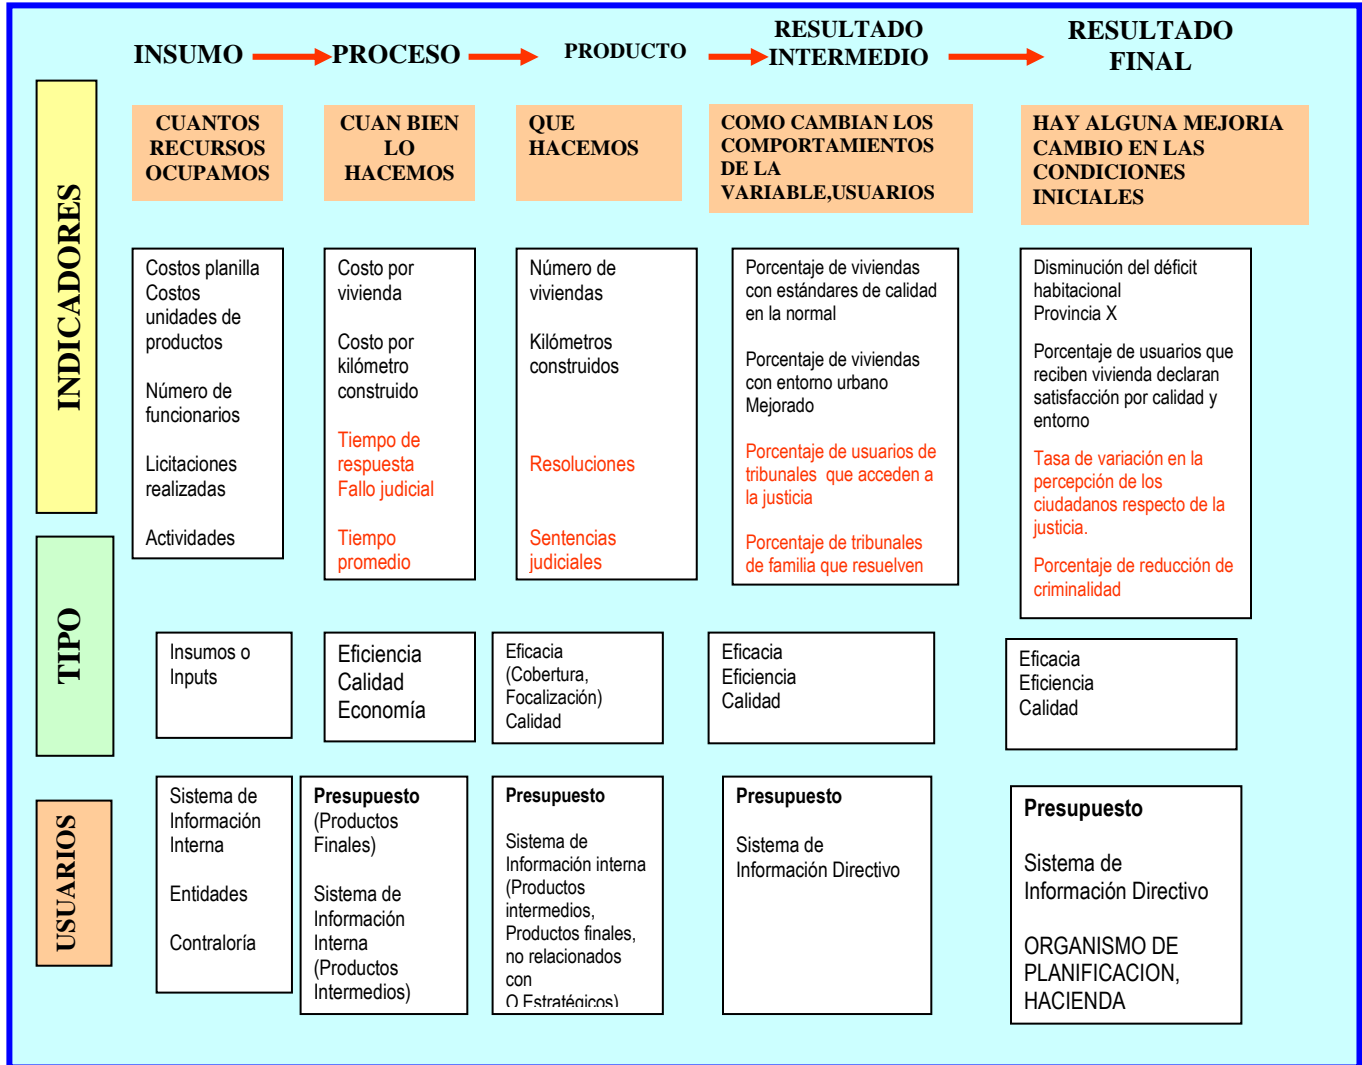 INSUMO
PROCESO
PRODUCTO
RESULTADO
INTERMEDIO
RESULTADO
FINAL
INDICADORES
CUANTOS
RECURSOS
OCUPAMOS
CUAN BIEN
LO
HACEMOS
QUE
HACEMOS
COMO CAMBIAN LOS
COMPORTAMIENTOS
DE LA
VARIABLE,USUARIOS
HAY ALGUNA MEJORIA
CAMBIO EN LAS
CONDICIONES
INICIALES
Costos planilla
Costos
unidades de
productos
Número de
funcionarios
Licitaciones
realizadas
Actividades
Costo por
vivienda
Costo por
kilómetro
construido
Tiempo de
respuesta
Fallo judicial
Tiempo
promedio
Número de
viviendas
Kilómetros
construidos
Resoluciones
Sentencias
judiciales
Porcentaje de viviendas
con estándares de calidad
en la normal
Porcentaje de viviendas
con entorno urbano
Mejorado
Porcentaje de usuarios de
tribunales que acceden a
la justicia
Porcentaje de tribunales
de familia que resuelven
Disminución del déficit
habitacional
Provincia X
Porcentaje de usuarios que
reciben vivienda declaran
satisfacción por calidad y
entorno
Tasa de variación en la
percepción de los
ciudadanos respecto de la
justicia.
Porcentaje de reducción de
criminalidad
TIPO
Insumos o
Inputs
Eficiencia
Calidad
Economía
Eficacia
(Cobertura,
Focalización)
Calidad
Eficacia
Eficiencia
Calidad
Eficacia
Eficiencia
Calidad
USUARIOS
Sistema de
Información
Interna
Entidades
Contraloría
Presupuesto
(Productos
Finales)
Sistema de
Información
Interna
(Productos
Intermedios)
Presupuesto
Sistema de
Información interna
(Productos
intermedios,
Productos finales,
no relacionados
con
O Estratégicos)
Presupuesto
Sistema de
Información Directivo
Presupuesto
Sistema de
Información Directivo
ORGANISMO DE
PLANIFICACION,
HACIENDA